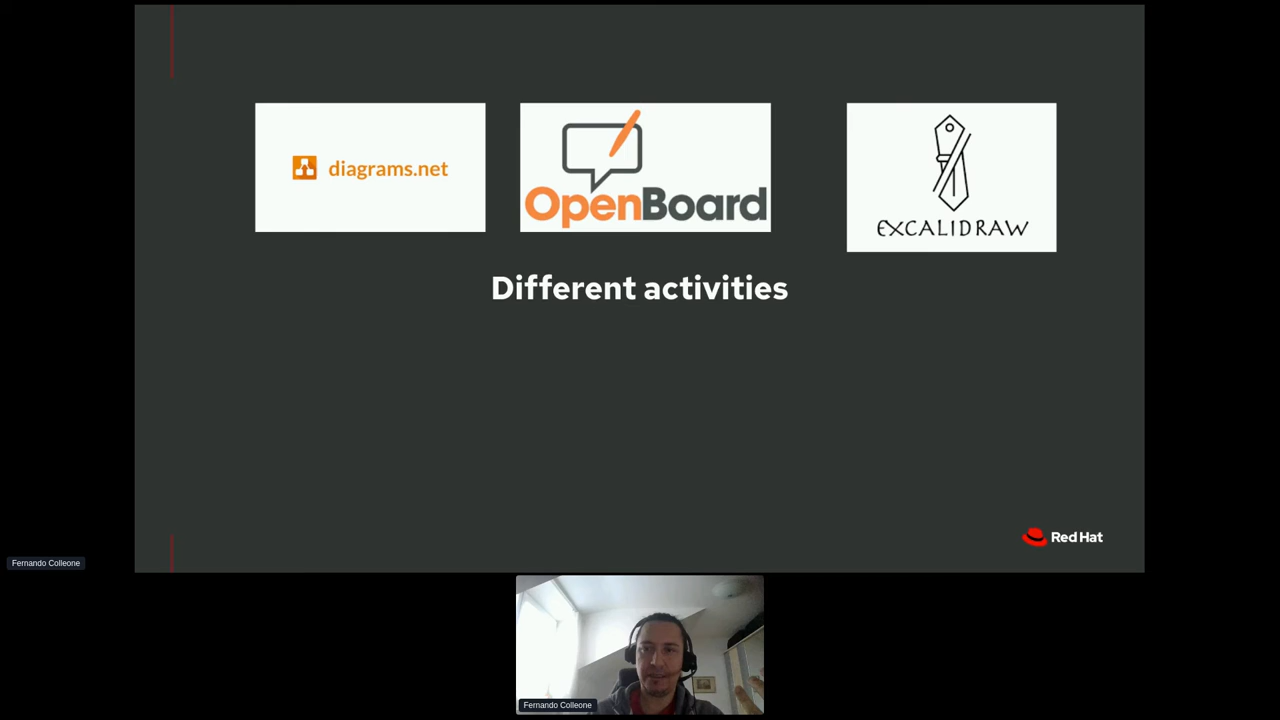 diagrams.net
OpenBoard
EXCALIDRAW
Different activities
Red Hat
Fernando Colleone
Fernando Colleone